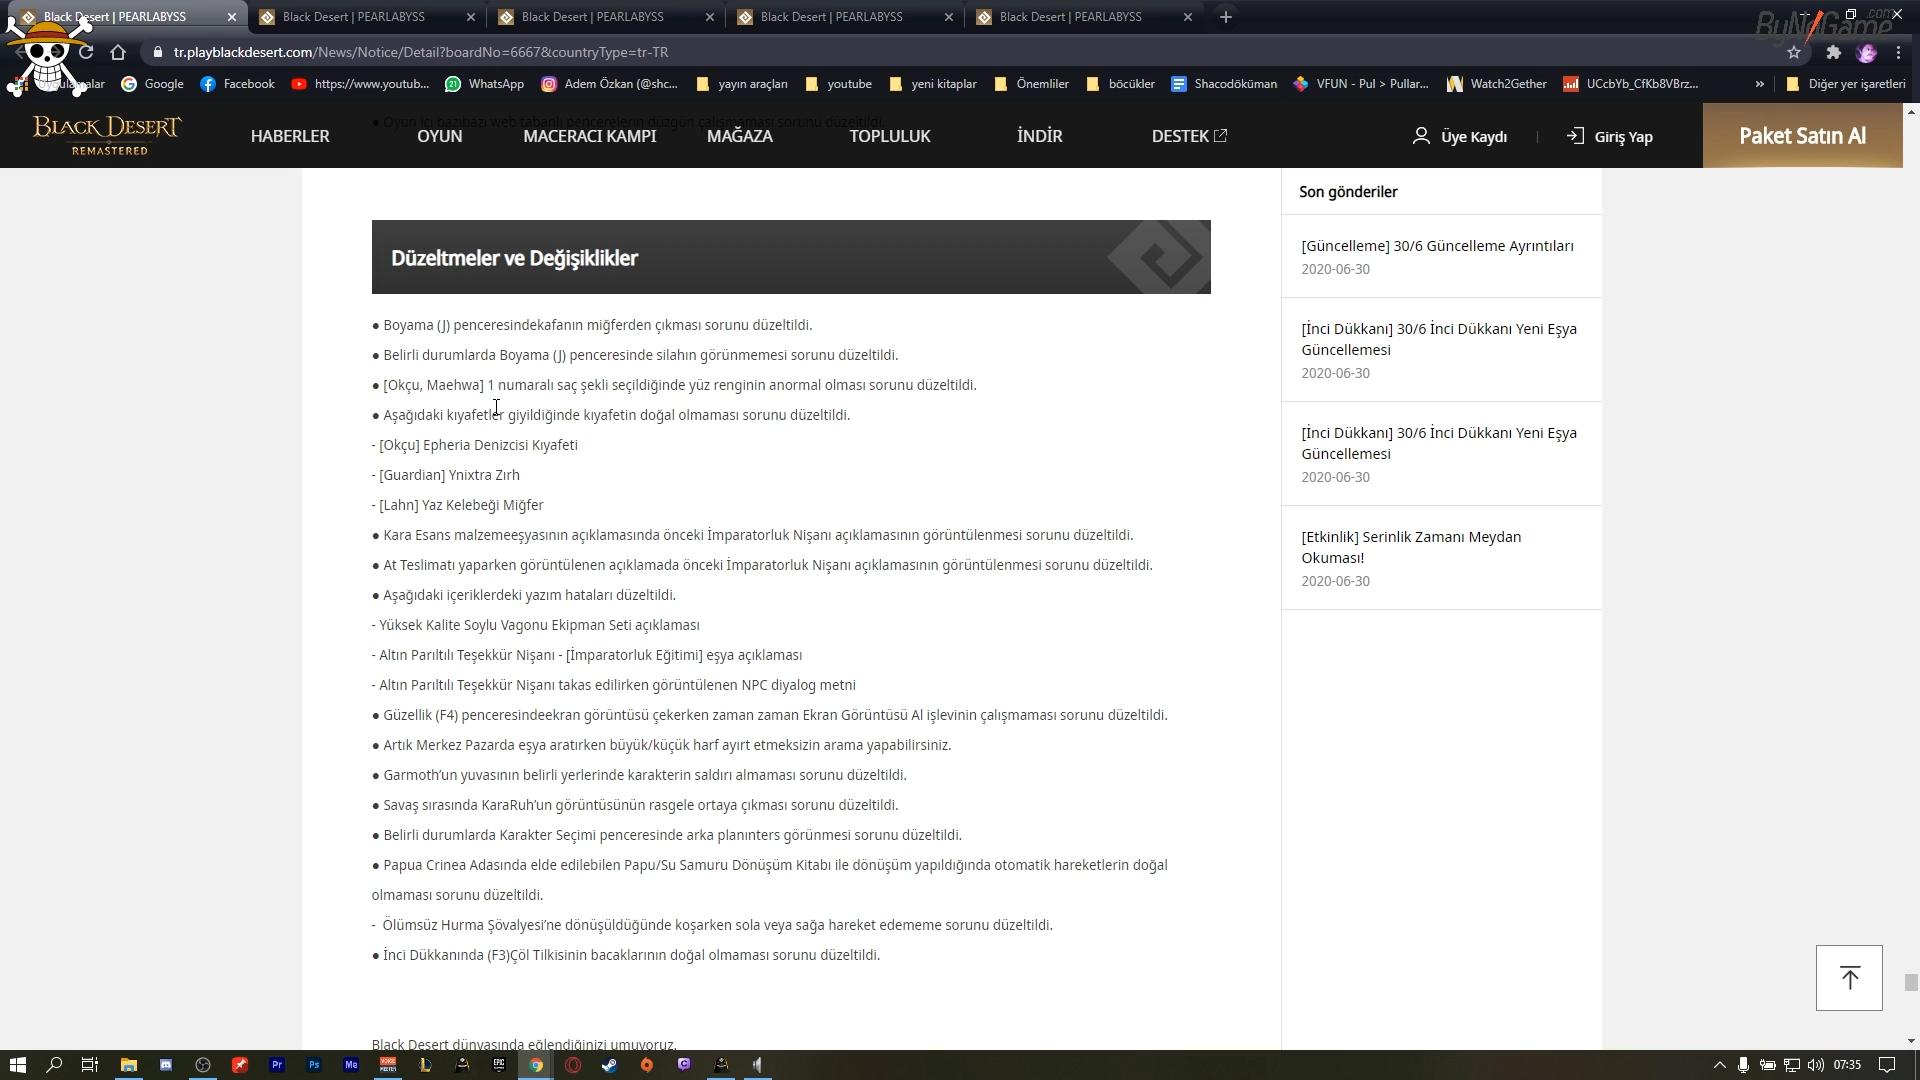 Black Desert | PEARLABYSS
Black Desert | PEARLABYSS
Black Desert | PEARLABYSS
Black Desert | PEARLABYSS
Black Desert | PEARLABYSS
ByNoGame.com
tr.playblackdesert.com/News/Notice/Detail?boardNo=6667&countryType=tr-TR
Google
Facebook
https://www.youtub...
WhatsApp
Adem Özkan (@shc...
yayın araçları
youtube
yeni kitaplar
Önemliler
böcükler
Shacodöküman
VFUN - Pul > Pullar...
Watch2Gether
UCcbYb_CfKb8VBrz...
Diğer yer işaretleri
● Oyun içi bazıbazı web tabanlı pencerelerin düzgün çalışmaması sorunu düzeltildi.
BLACK DESERT
REMASTERED
HABERLER
OYUN
MACERACI KAMPI
MAĞAZA
TOPLULUK
İNDİR
DESTEK
Üye Kaydı
Giriş Yap
Paket Satın Al
Düzeltmeler ve Değişiklikler
● Boyama (J) penceresindekafanın miğferden çıkması sorunu düzeltildi.
● Belirli durumlarda Boyama (J) penceresinde silahın görünmemesi sorunu düzeltildi.
● [Okçu, Maehwa] 1 numaralı saç şekli seçildiğinde yüz renginin anormal olması sorunu düzeltildi.
● Aşağıdaki kıyafetler giyildiğinde kıyafetin doğal olmaması sorunu düzeltildi.
- [Okçu] Epheria Denizcisi Kıyafeti
- [Guardian] Ynixtra Zırh
- [Lahn] Yaz Kelebeği Miğfer
● Kara Esans malzemeeşyasının açıklamasında önceki İmparatorluk Nişanı açıklamasının görüntülenmesi sorunu düzeltildi.
● At Teslimatı yaparken görüntülenen açıklamada önceki İmparatorluk Nişanı açıklamasının görüntülenmesi sorunu düzeltildi.
● Aşağıdaki içeriklerdeki yazım hataları düzeltildi.
- Yüksek Kalite Soylu Vagonu Ekipman Seti açıklaması
- Altın Parıltılı Teşekkür Nişanı - [İmparatorluk Eğitimi] eşya açıklaması
- Altın Parıltılı Teşekkür Nişanı takas edilirken görüntülenen NPC diyalog metni
● Güzellik (F4) penceresindeekran görüntüsü çekerken zaman zaman Ekran Görüntüsü Al işlevinin çalışmaması sorunu düzeltildi.
● Artık Merkez Pazarda eşya aratırken büyük/küçük harf ayırt etmeksizin arama yapabilirsiniz.
● Garmoth'un yuvasının belirli yerlerinde karakterin saldırı almaması sorunu düzeltildi.
● Savaş sırasında KaraRuh'un görüntüsünün rasgele ortaya çıkması sorunu düzeltildi.
● Belirli durumlarda Karakter Seçimi penceresinde arka planınters görünmesi sorunu düzeltildi.
● Papua Crinea Adasında elde edilebilen Papu/Su Samuru Dönüşüm Kitabı ile dönüşüm yapıldığında otomatik hareketlerin doğal
olmaması sorunu düzeltildi.
- Ölümsüz Hurma Şövalyesi'ne dönüşüldüğünde koşarken sola veya sağa hareket edememe sorunu düzeltildi.
● İnci Dükkanında (F3)Çöl Tilkisinin bacaklarının doğal olmaması sorunu düzeltildi.
Black Desert dünyasında eğlendiğinizi umuyoruz.
Son gönderiler
[Güncelleme] 30/6 Güncelleme Ayrıntıları
2020-06-30
[İnci Dükkanı] 30/6 İnci Dükkanı Yeni Eşya
Güncellemesi
2020-06-30
[İnci Dükkanı] 30/6 İnci Dükkanı Yeni Eşya
Güncellemesi
2020-06-30
[Etkinlik] Serinlik Zamanı Meydan
Okuması!
2020-06-30
Pr
Ps
Me
07:35